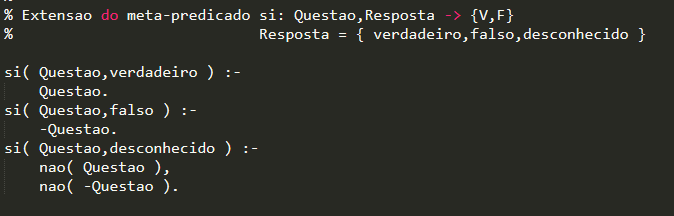 % Extensao do meta-predicado si: Questao,Resposta -> {V,F}
%                               Resposta = { verdadeiro,falso,desconhecido }
si( Questao,verdadeiro ) :-
    Questao.
si( Questao,falso ) :-
    -Questao.
si( Questao,desconhecido ) :-
    nao( Questao ),
    nao( -Questao ).